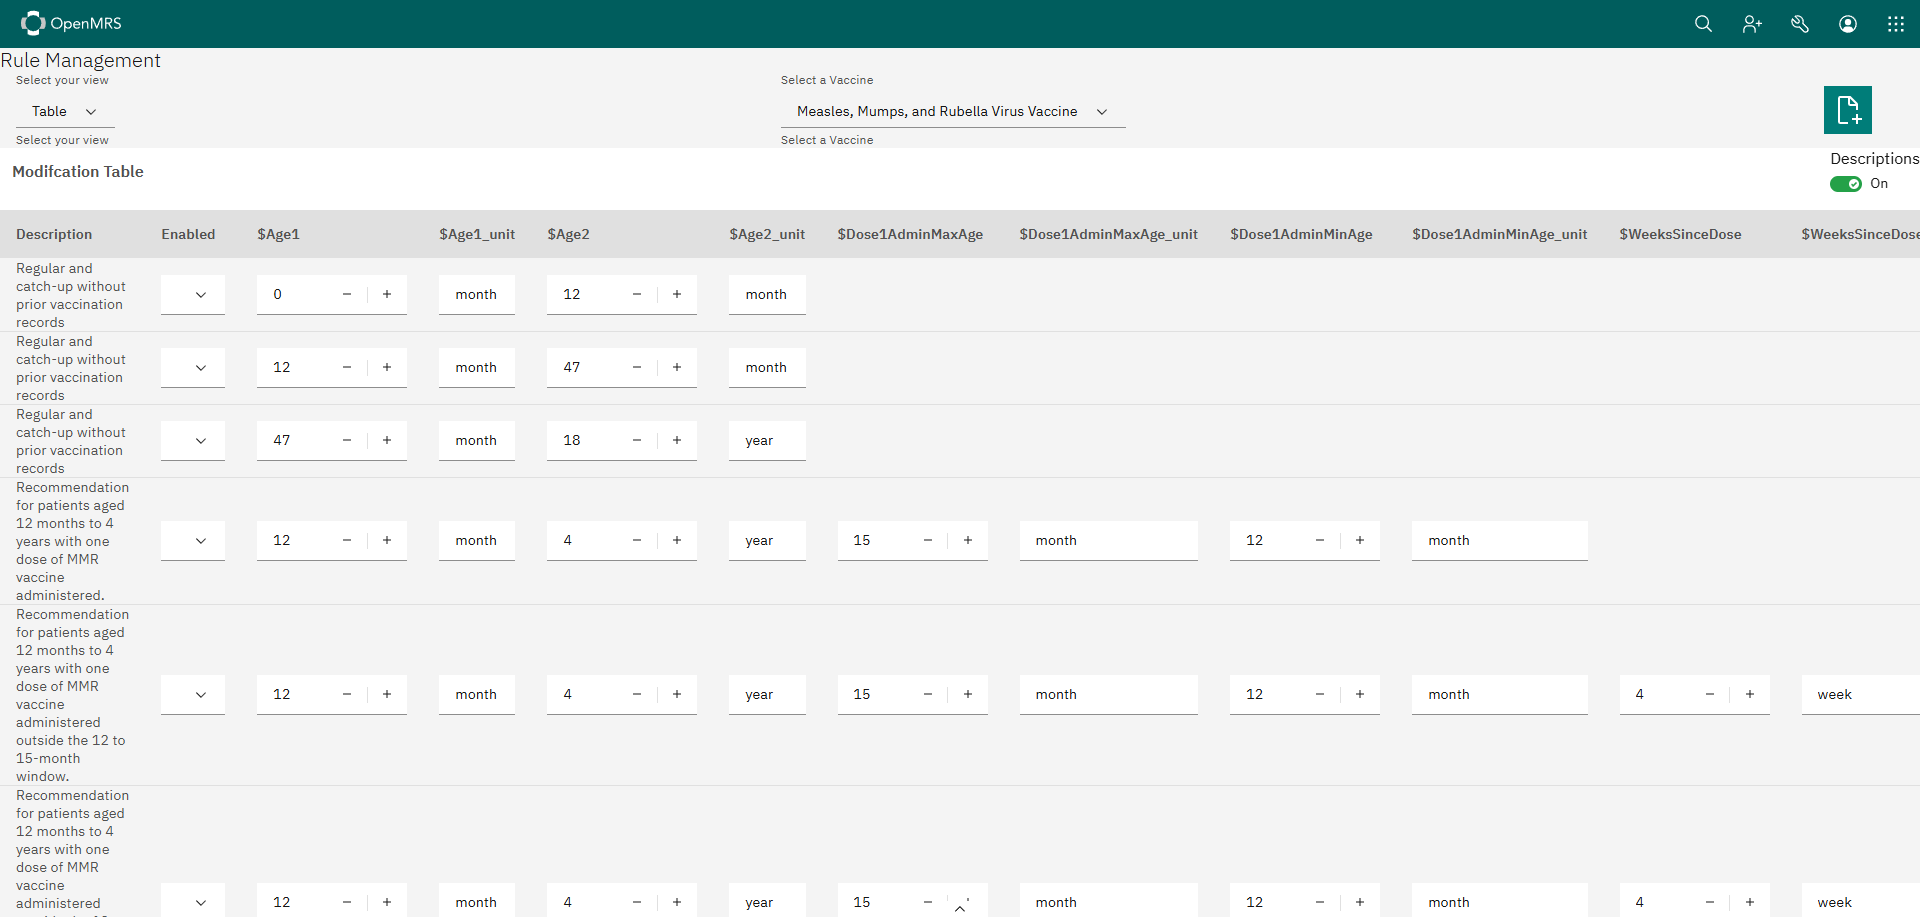 OpenMRS
Rule Management
Select your view
Select a Vaccine
Table
Measles, Mumps, and Rubella Virus Vaccine
Select your view
Select a Vaccine
Modifcation Table
Descriptions
On
Description Enabled $Age1 $Age1_unit $Age2 $Age2_unit $Dose1AdminMaxAge $Dose1AdminMaxAge_unit $Dose1AdminMinAge $Dose1AdminMinAge_unit $WeeksSinceDose $WeeksSinceDose
Regular and
catch-up without
prior vaccination
records
0 − + month 12 − + month
Regular and
catch-up without
prior vaccination
records
12 − + month 47 − + month
Regular and
catch-up without
prior vaccination
records
47 − + month 18 − + year
Recommendation
for patients aged
12 months to 4
years with one
dose of MMR
vaccine
administered.
12 − + month 4 − + year 15 − + month 12 − + month
Recommendation
for patients aged
12 months to 4
years with one
dose of MMR
vaccine
administered
outside the 12 to
15-month
window.
12 − + month 4 − + year 15 − + month 12 − + month 4 − + week
Recommendation
for patients aged
12 months to 4
years with one
dose of MMR
vaccine
administered
12 − + month 4 − + year 15 − month 12 − + month 4 − + week